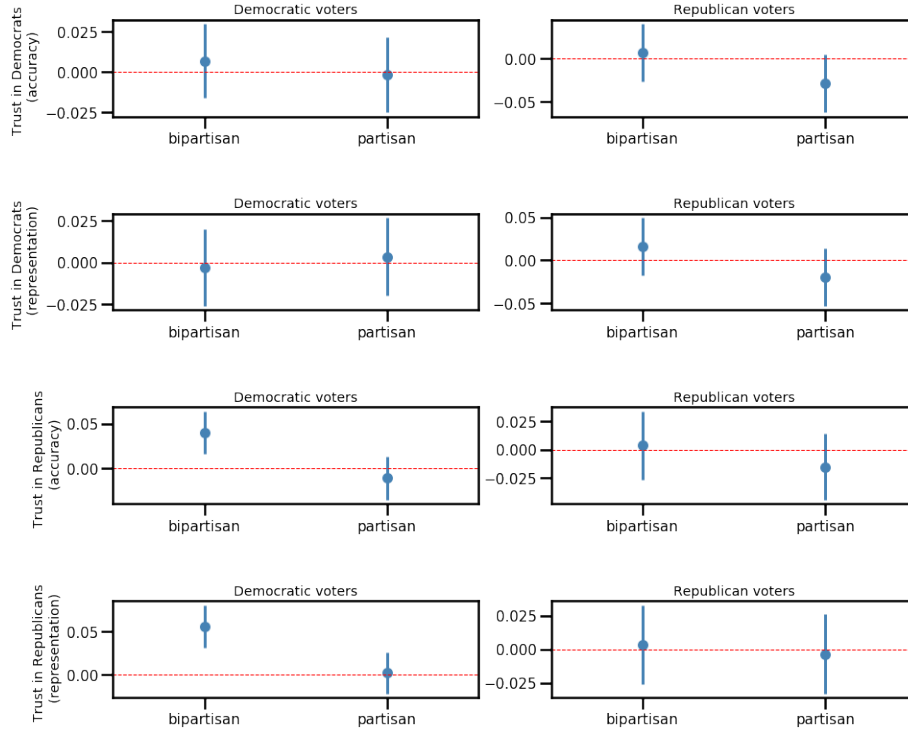 Democratic voters
Trust in Democrats
(accuracy)
0.025
0.000
−0.025
bipartisan
partisan
Republican voters
0.00
−0.05
bipartisan
partisan
Democratic voters
Trust in Democrats
(representation)
0.025
0.000
−0.025
bipartisan
partisan
Republican voters
0.05
0.00
−0.05
bipartisan
partisan
Democratic voters
Trust in Republicans
(accuracy)
0.05
0.00
bipartisan
partisan
Republican voters
0.025
0.000
−0.025
bipartisan
partisan
Democratic voters
Trust in Republicans
(representation)
0.05
0.00
bipartisan
partisan
Republican voters
0.025
0.000
−0.025
bipartisan
partisan